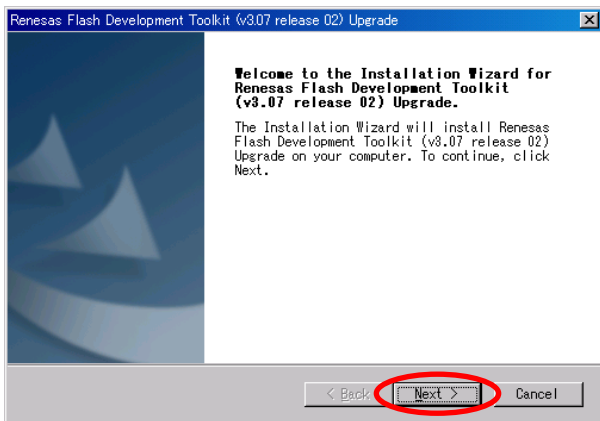 Renesas Flash Development Toolkit (v3.07 release 02) Upgrade
Welcome to the Installation Wizard for
Renesas Flash Development Toolkit
(v3.07 release 02) Upgrade.
The Installation Wizard will install Renesas
Flash Development Toolkit (v3.07 release 02)
Upgrade on your computer. To continue, click
Next.
< Back
Next >
Cancel